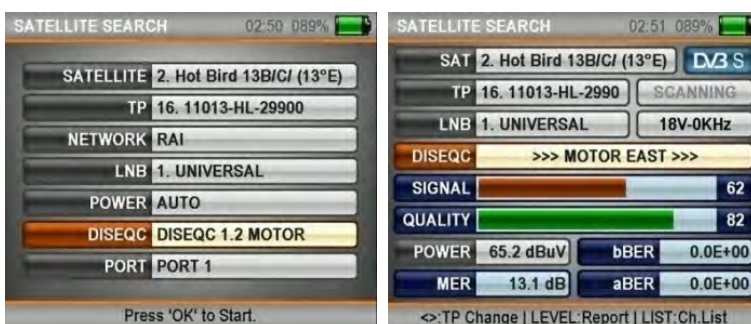 SATELLITE SEARCH 02:50 089%
SATELLITE 2. Hot Bird 13B/C/ (13°E)
TP 16. 11013-HL-29900
NETWORK RAI
LNB 1. UNIVERSAL
POWER AUTO
DISEQC DISEQC 1.2 MOTOR
PORT PORT 1
Press 'OK' to Start.
SATELLITE SEARCH 02:51 089%
SAT 2. Hot Bird 13B/C/ (13°E) DVB S
TP 16. 11013-HL-2990 SCANNING
LNB 1. UNIVERSAL 18V-0KHz
DISEQC >>> MOTOR EAST >>>
SIGNAL 62
QUALITY 82
POWER 65.2 dBuV bBER 0.0E+00
MER 13.1 dB aBER 0.0E+00
<>:TP Change | LEVEL:Report | LIST:Ch.List